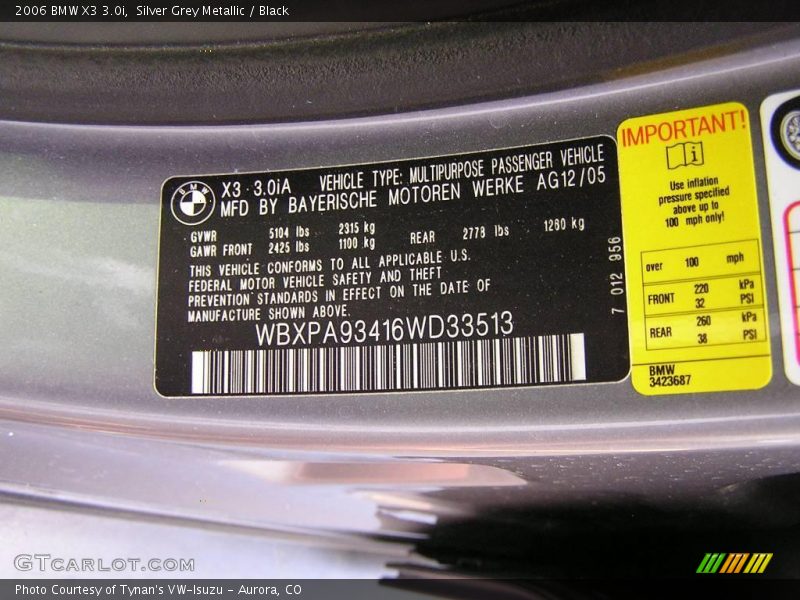 2006 BMW X3 3.0i, Silver Grey Metallic / Black
BMW
X3 3.0iA VEHICLE TYPE: MULTIPURPOSE PASSENGER VEHICLE
MFD BY BAYERISCHE MOTOREN WERKE AG 12/05
GVWR 5104 lbs 2315 kg
GAWR FRONT 2425 lbs 1100 kg REAR 2778 lbs 1260 kg
THIS VEHICLE CONFORMS TO ALL APPLICABLE U.S.
FEDERAL MOTOR VEHICLE SAFETY AND THEFT
PREVENTION STANDARDS IN EFFECT ON THE DATE OF
MANUFACTURE SHOWN ABOVE.
WBXPA93416WD33513
7 012 956
IMPORTANT!
Use inflation
pressure specified
above up to
100 mph only!
over 100 mph
FRONT 220 kPa
32 PSI
REAR 260 kPa
38 PSI
BMW
3423687
GTCARLOT.COM
Photo Courtesy of Tynan's VW-Isuzu - Aurora, CO